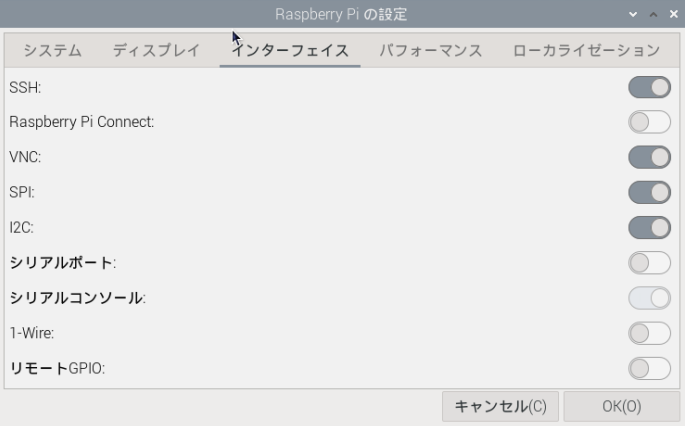 Raspberry Pi の設定
システム ディスプレイ インターフェイス パフォーマンス ローカライゼーション
SSH:
Raspberry Pi Connect:
VNC:
SPI:
I2C:
シリアルポート:
シリアルコンソール:
1-Wire:
リモートGPIO:
キャンセル(C) OK(O)